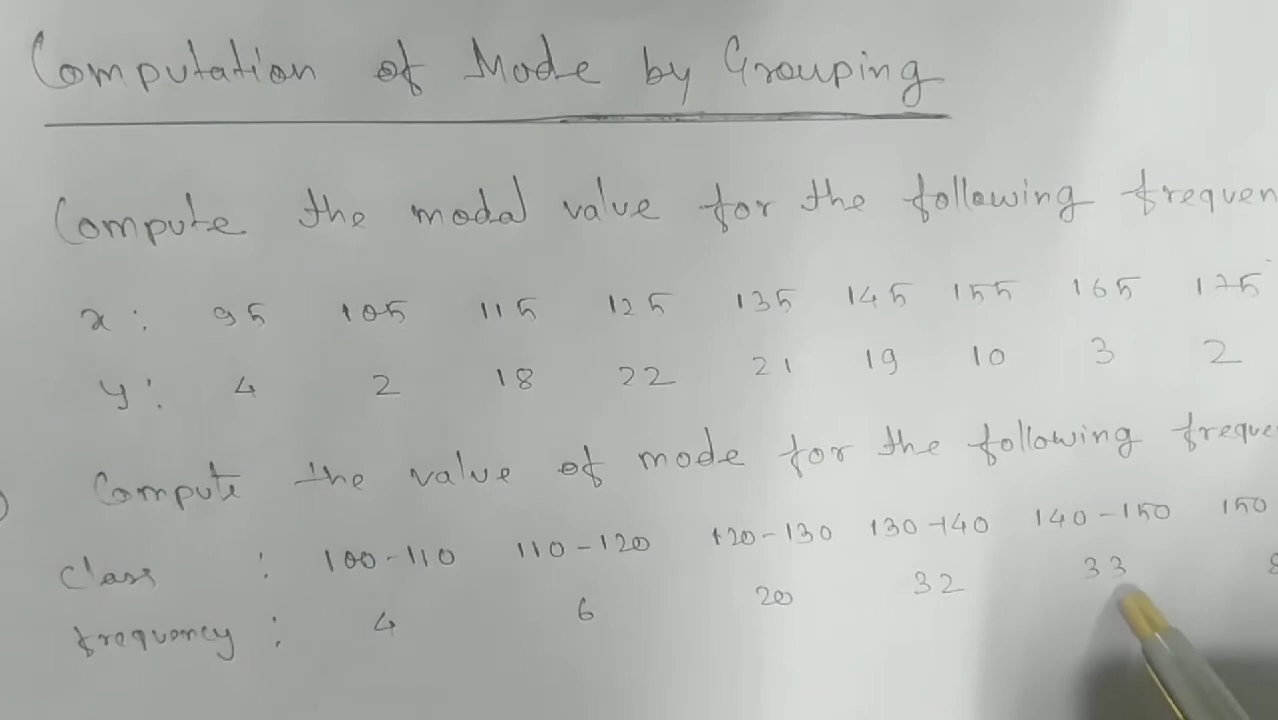 Computation of Mode by Grouping
Compute the modal value for the following frequen
x : 95 105 115 125 135 145 155 165 175
y : 4 2 18 22 21 19 10 3 2
) Compute the value of mode for the following freque
Class : 100-110 110-120 120-130 130-140 140-150 150
frequency : 4 6 20 32 33 8